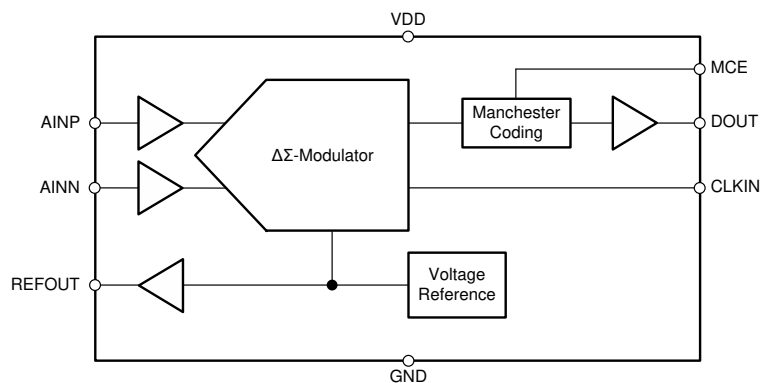 VDD
MCE
AINP
Manchester
Coding
DOUT
ΔΣ-Modulator
AINN
CLKIN
REFOUT
Voltage
Reference
GND